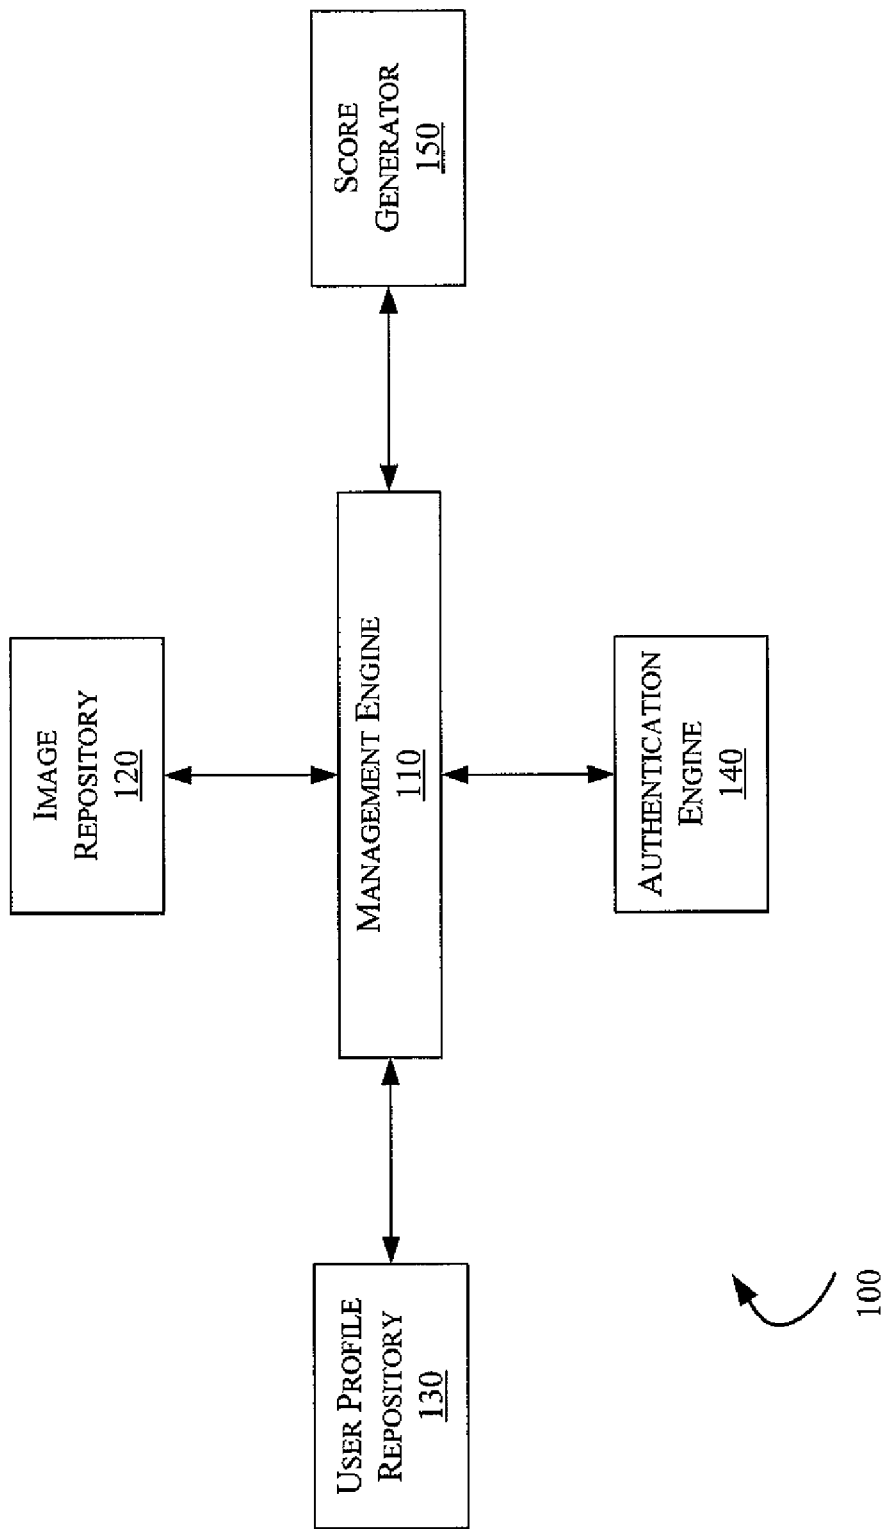 IMAGE
REPOSITORY
120
USER PROFILE
REPOSITORY
130
MANAGEMENT ENGINE
110
SCORE
GENERATOR
150
AUTHENTICATION
ENGINE
140
100